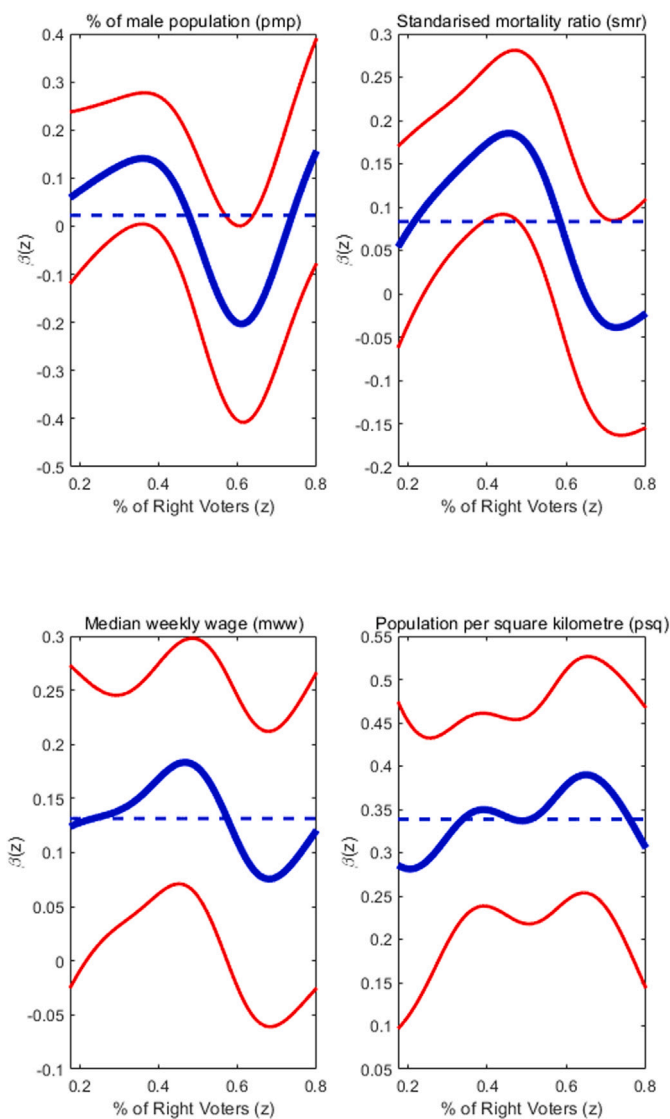 % of male population (pmp)
0.4
0.3
0.2
0.1
0
-0.1
-0.2
-0.3
-0.4
-0.5
β(z)
0.2 0.4 0.6 0.8
% of Right Voters (z)
Standarised mortality ratio (smr)
0.3
0.25
0.2
0.15
0.1
0.05
0
-0.05
-0.1
-0.15
-0.2
β(z)
0.2 0.4 0.6 0.8
% of Right Voters (z)
Median weekly wage (mww)
0.3
0.25
0.2
0.15
0.1
0.05
0
-0.05
-0.1
β(z)
0.2 0.4 0.6 0.8
% of Right Voters (z)
Population per square kilometre (psq)
0.55
0.5
0.45
0.4
0.35
0.3
0.25
0.2
0.15
0.1
0.05
β(z)
0.2 0.4 0.6 0.8
% of Right Voters (z)